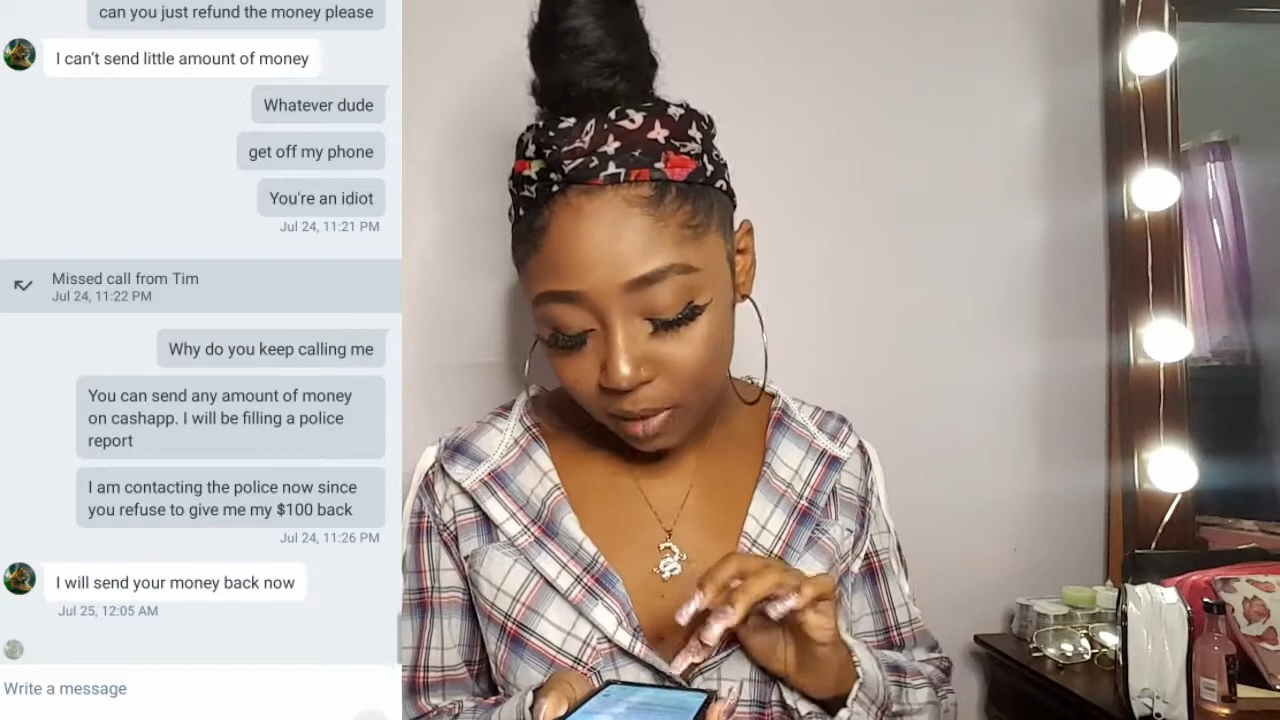 can you just refund the money please
I can't send little amount of money
Whatever dude
get off my phone
You're an idiot
Jul 24, 11:21 PM
Missed call from Tim
Jul 24, 11:22 PM
Why do you keep calling me
You can send any amount of money
on cashapp. I will be filling a police
report
I am contacting the police now since
you refuse to give me my $100 back
Jul 24, 11:26 PM
I will send your money back now
Jul 25, 12:05 AM
Write a message